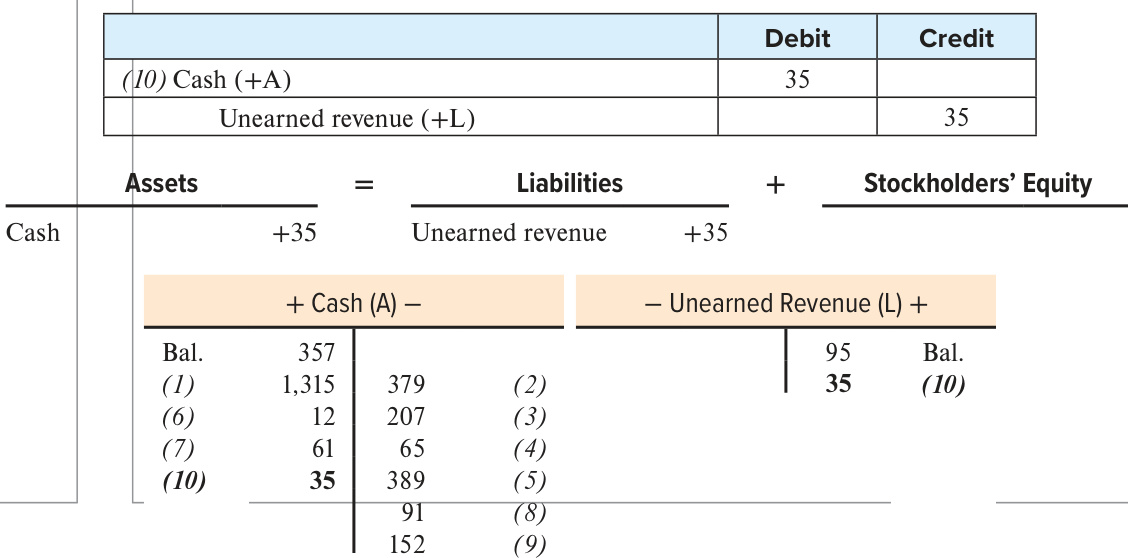 Debit Credit
(10) Cash (+A) 35
Unearned revenue (+L) 35
Assets = Liabilities + Stockholders’ Equity
Cash +35 Unearned revenue +35
+ Cash (A) − − Unearned Revenue (L) +
Bal. 357 95 Bal.
(1) 1,315 379 (2) 35 (10)
(6) 12 207 (3)
(7) 61 65 (4)
(10) 35 389 (5)
91 (8)
152 (9)